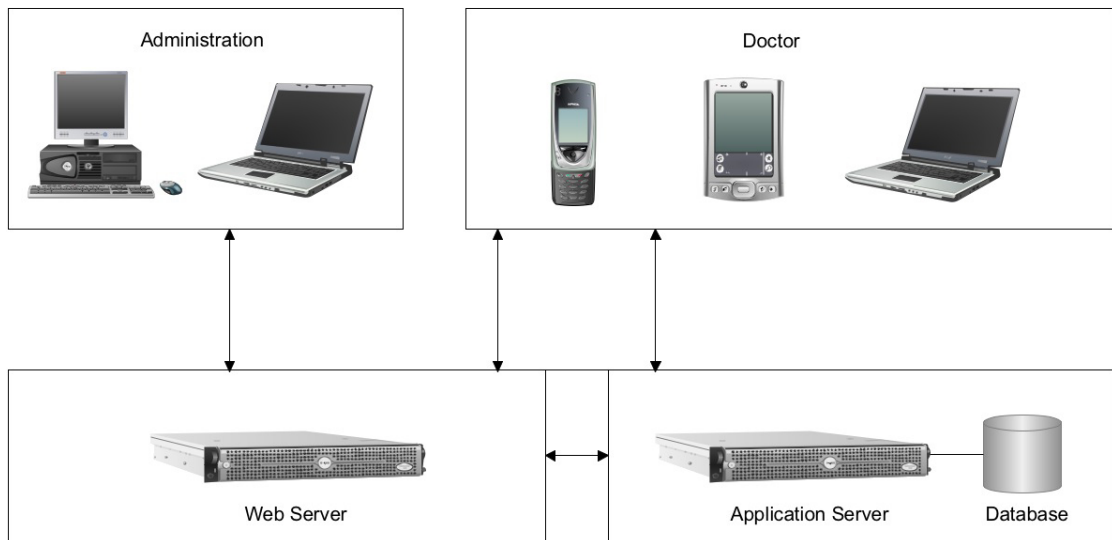 Administration
Doctor
Web Server
Application Server
Database